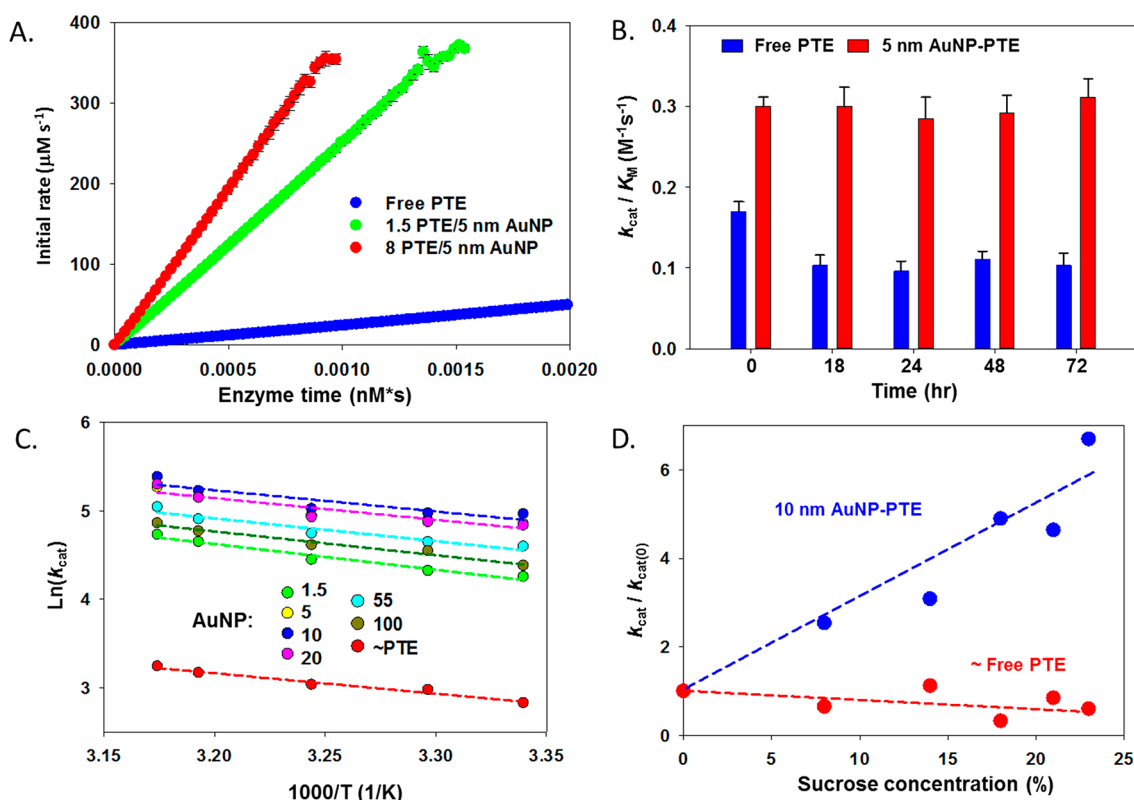 A.
400
300
200
100
0
Initial rate (μM s⁻¹)
Free PTE
1.5 PTE/5 nm AuNP
8 PTE/5 nm AuNP
0.0000 0.0005 0.0010 0.0015 0.0020
Enzyme time (nM*s)
B.
Free PTE 5 nm AuNP-PTE
0.4
0.3
0.2
0.1
0.0
kcat / KM (M⁻¹s⁻¹)
0 18 24 48 72
Time (hr)
C.
6
5
4
3
Ln(kcat)
AuNP:
1.5
5
10
20
55
100
~PTE
3.15 3.20 3.25 3.30 3.35
1000/T (1/K)
D.
6
4
2
0
kcat / kcat(0)
10 nm AuNP-PTE
~ Free PTE
0 5 10 15 20 25
Sucrose concentration (%)